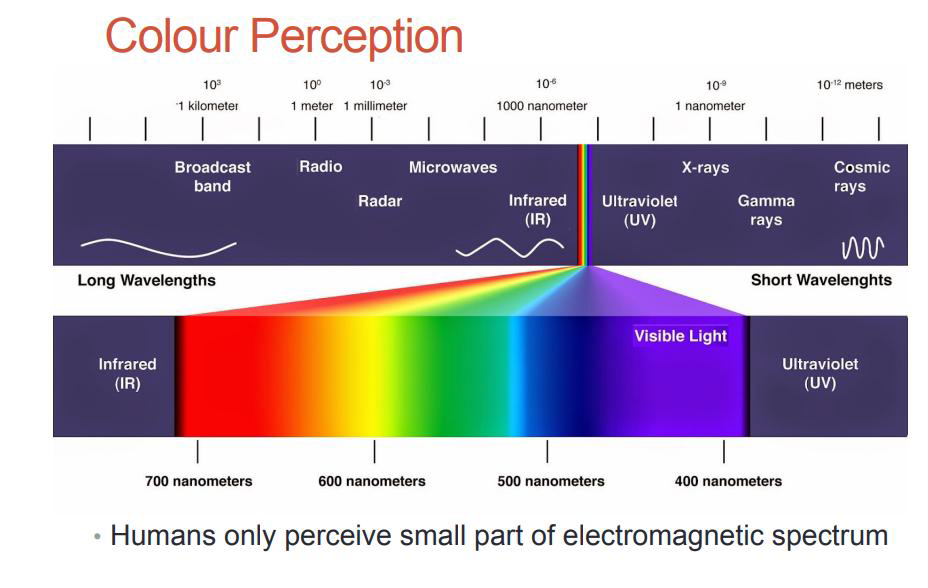 Colour Perception
10³ 10⁰ 10⁻³ 10⁻⁶ 10⁻⁹ 10⁻¹² meters
1 kilometer 1 meter 1 millimeter 1000 nanometer 1 nanometer
Broadcast band
Radio
Radar
Microwaves
Infrared (IR)
Ultraviolet (UV)
X-rays
Gamma rays
Cosmic rays
Long Wavelengths
Short Wavelenghts
Infrared (IR)
Visible Light
Ultraviolet (UV)
700 nanometers 600 nanometers 500 nanometers 400 nanometers
• Humans only perceive small part of electromagnetic spectrum